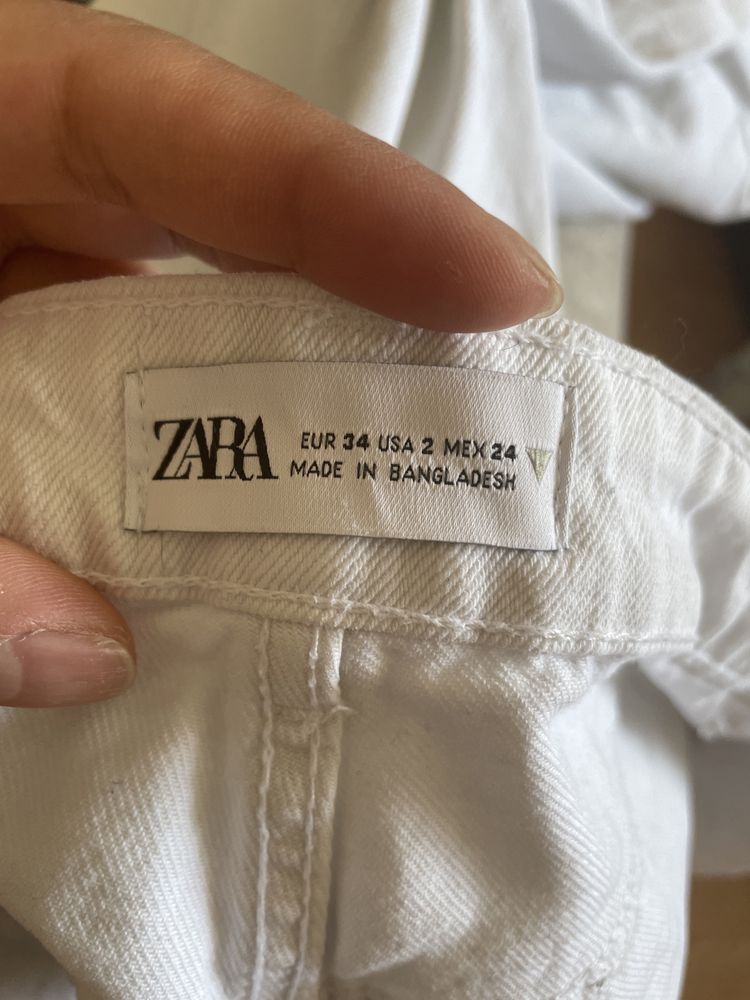 ZARA
EUR 34 USA 2 MEX 24
MADE IN BANGLADESH